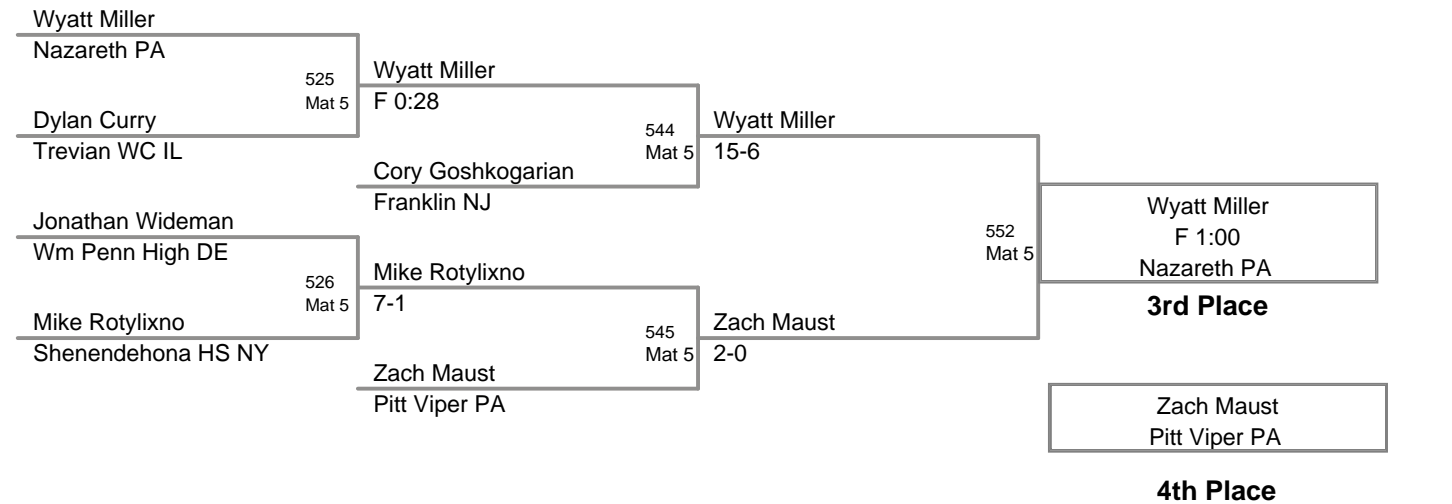 Wyatt Miller
Nazareth PA
525
Mat 5
Dylan Curry
Trevian WC IL
Wyatt Miller
F 0:28
Cory Goshkogarian
Franklin NJ
544
Mat 5
Wyatt Miller
15-6
Jonathan Wideman
Wm Penn High DE
526
Mat 5
Mike Rotylixno
Shenendehona HS NY
Mike Rotylixno
7-1
Zach Maust
Pitt Viper PA
545
Mat 5
Zach Maust
2-0
552
Mat 5
Wyatt Miller
F 1:00
Nazareth PA
3rd Place
Zach Maust
Pitt Viper PA
4th Place